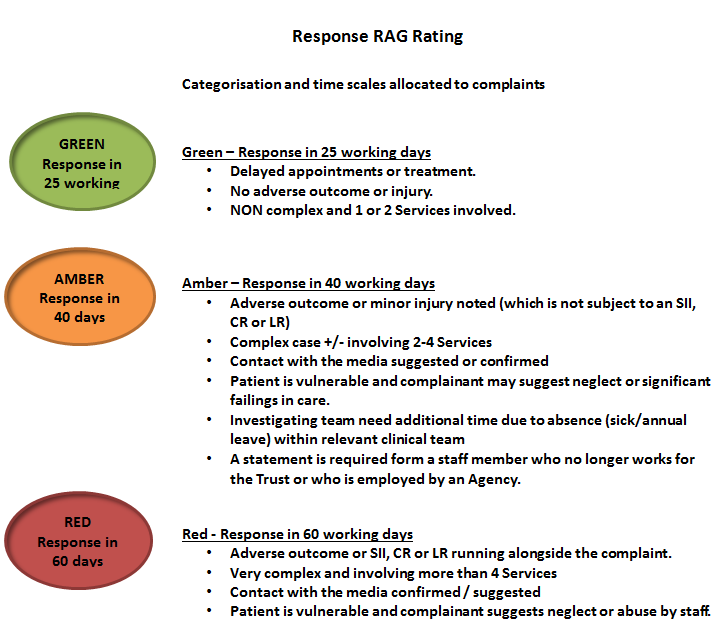 Response RAG Rating
Categorisation and time scales allocated to complaints
GREEN
Response in
25 working
Green – Response in 25 working days
• Delayed appointments or treatment.
• No adverse outcome or injury.
• NON complex and 1 or 2 Services involved.
AMBER
Response in
40 days
Amber – Response in 40 working days
• Adverse outcome or minor injury noted (which is not subject to an SII,
CR or LR)
• Complex case +/- involving 2-4 Services
• Contact with the media suggested or confirmed
• Patient is vulnerable and complainant may suggest neglect or significant
failings in care.
• Investigating team need additional time due to absence (sick/annual
leave) within relevant clinical team
• A statement is required form a staff member who no longer works for
the Trust or who is employed by an Agency.
RED
Response in
60 days
Red - Response in 60 working days
• Adverse outcome or SII, CR or LR running alongside the complaint.
• Very complex and involving more than 4 Services
• Contact with the media confirmed / suggested
• Patient is vulnerable and complainant suggests neglect or abuse by staff.